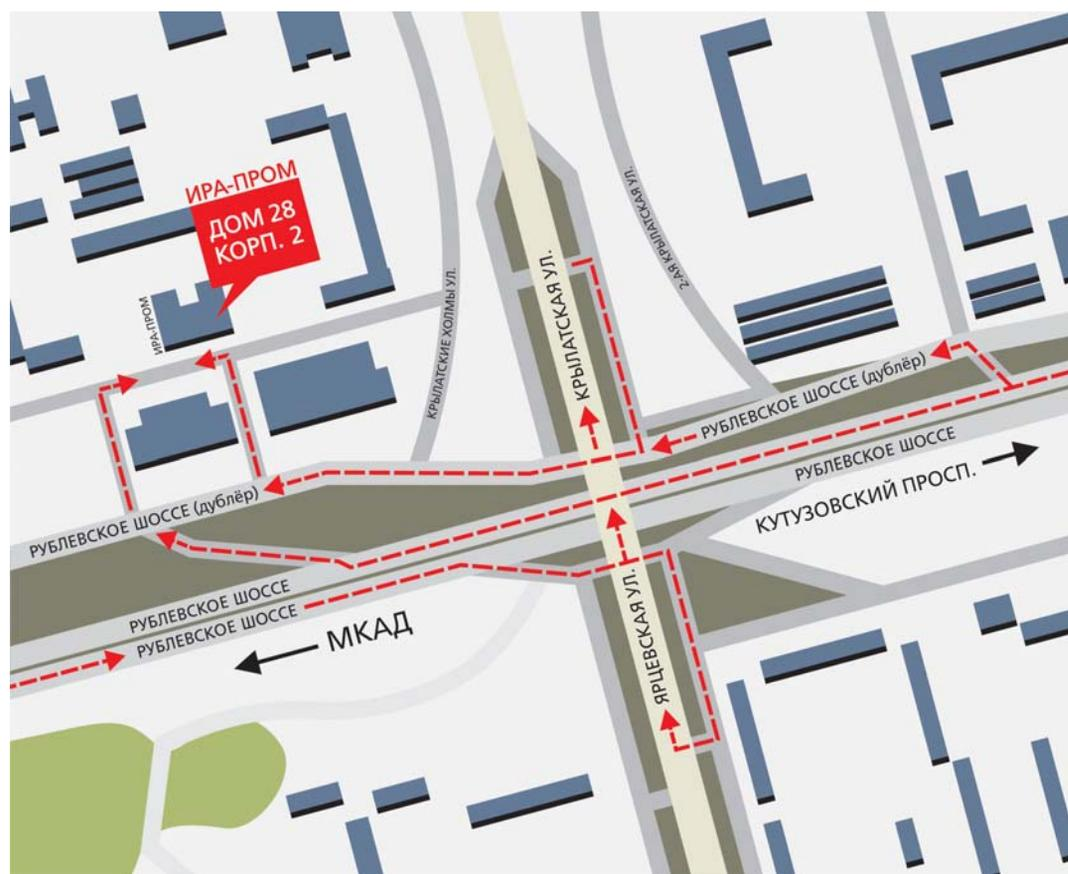 ИРА-ПРОМ
ДОМ 28
КОРП. 2
ИРА-ПРОМ
КРЫЛАТСКИЕ ХОЛМЫ УЛ.
КРЫЛАТСКАЯ УЛ.
2-АЯ КРЫЛАТСКАЯ УЛ.
РУБЛЕВСКОЕ ШОССЕ (дублёр)
РУБЛЕВСКОЕ ШОССЕ
КУТУЗОВСКИЙ ПРОСП.
РУБЛЕВСКОЕ ШОССЕ (дублёр)
РУБЛЕВСКОЕ ШОССЕ
РУБЛЕВСКОЕ ШОССЕ
МКАД
ЯРЦЕВСКАЯ УЛ.